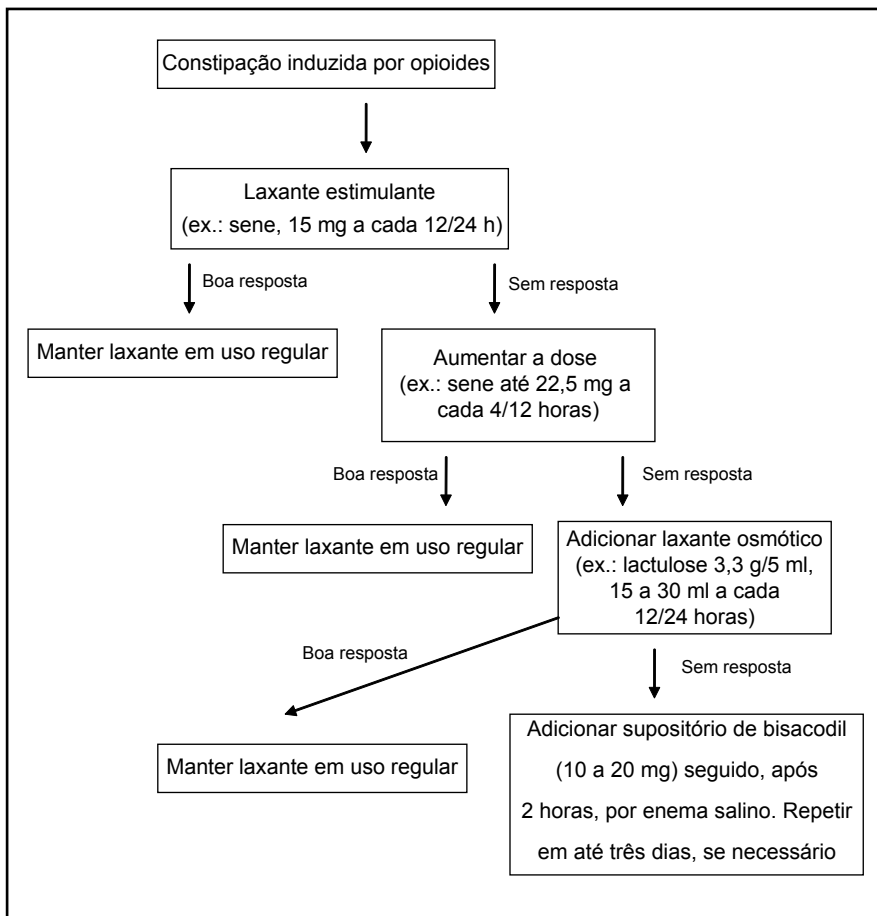 Constipação induzida por opioides
Laxante estimulante
(ex.: sene, 15 mg a cada 12/24 h)
Boa resposta
Sem resposta
Manter laxante em uso regular
Aumentar a dose
(ex.: sene até 22,5 mg a
cada 4/12 horas)
Boa resposta
Sem resposta
Manter laxante em uso regular
Adicionar laxante osmótico
(ex.: lactulose 3,3 g/5 ml,
15 a 30 ml a cada
12/24 horas)
Boa resposta
Sem resposta
Manter laxante em uso regular
Adicionar supositório de bisacodil
(10 a 20 mg) seguido, após
2 horas, por enema salino. Repetir
em até três dias, se necessário